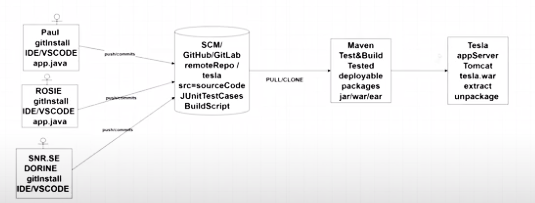 Paul
gitInstall
IDE/VSCODE
app.java
push/commits
ROSIE
gitInstall
IDE/VSCODE
app.java
push/commits
SNR.SE
DORINE
gitInstall
IDE/VSCODE
push/commits
SCM/
GitHub/GitLab
remoteRepo /
tesla
src=sourceCode
JUnitTestCases
BuildScript
PULL/CLONE
Maven
Test&Build
Tested
deployable
packages
jar/war/ear
Tesla
appServer
Tomcat
tesla.war
extract
unpackage